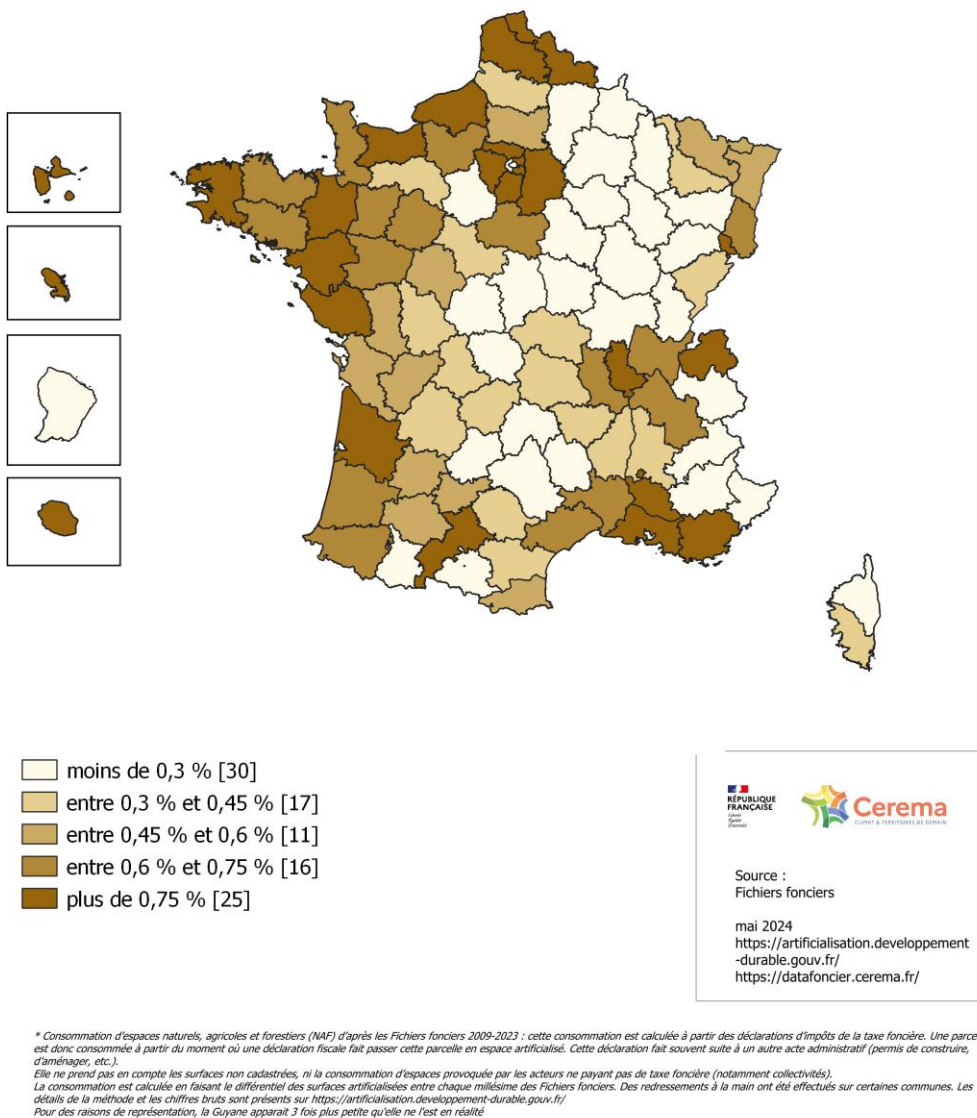 moins de 0,3 % [30]
entre 0,3 % et 0,45 % [17]
entre 0,45 % et 0,6 % [11]
entre 0,6 % et 0,75 % [16]
plus de 0,75 % [25]
RÉPUBLIQUE
FRANÇAISE
Liberté
Égalité
Fraternité
Cerema
CLIMAT & TERRITOIRES DE DEMAIN
Source :
Fichiers fonciers
mai 2024
https://artificialisation.developpement
-durable.gouv.fr/
https://datafoncier.cerema.fr/
* Consommation d'espaces naturels, agricoles et forestiers (NAF) d'après les Fichiers fonciers 2009-2023 : cette consommation est calculée à partir des déclarations d'impôts de la taxe foncière. Une parce
est donc consommée à partir du moment où une déclaration fiscale fait passer cette parcelle en espace artificialisé. Cette déclaration fait souvent suite à un autre acte administratif (permis de construire,
d'aménager, etc.).
Elle ne prend pas en compte les surfaces non cadastrées, ni la consommation d'espaces provoquée par les acteurs ne payant pas de taxe foncière (notamment collectivités).
La consommation est calculée en faisant le différentiel des surfaces artificialisées entre chaque millésime des Fichiers fonciers. Des redressements à la main ont été effectués sur certaines communes. Les
détails de la méthode et les chiffres bruts sont présents sur https://artificialisation.developpement-durable.gouv.fr/
Pour des raisons de représentation, la Guyane apparait 3 fois plus petite qu'elle ne l'est en réalité